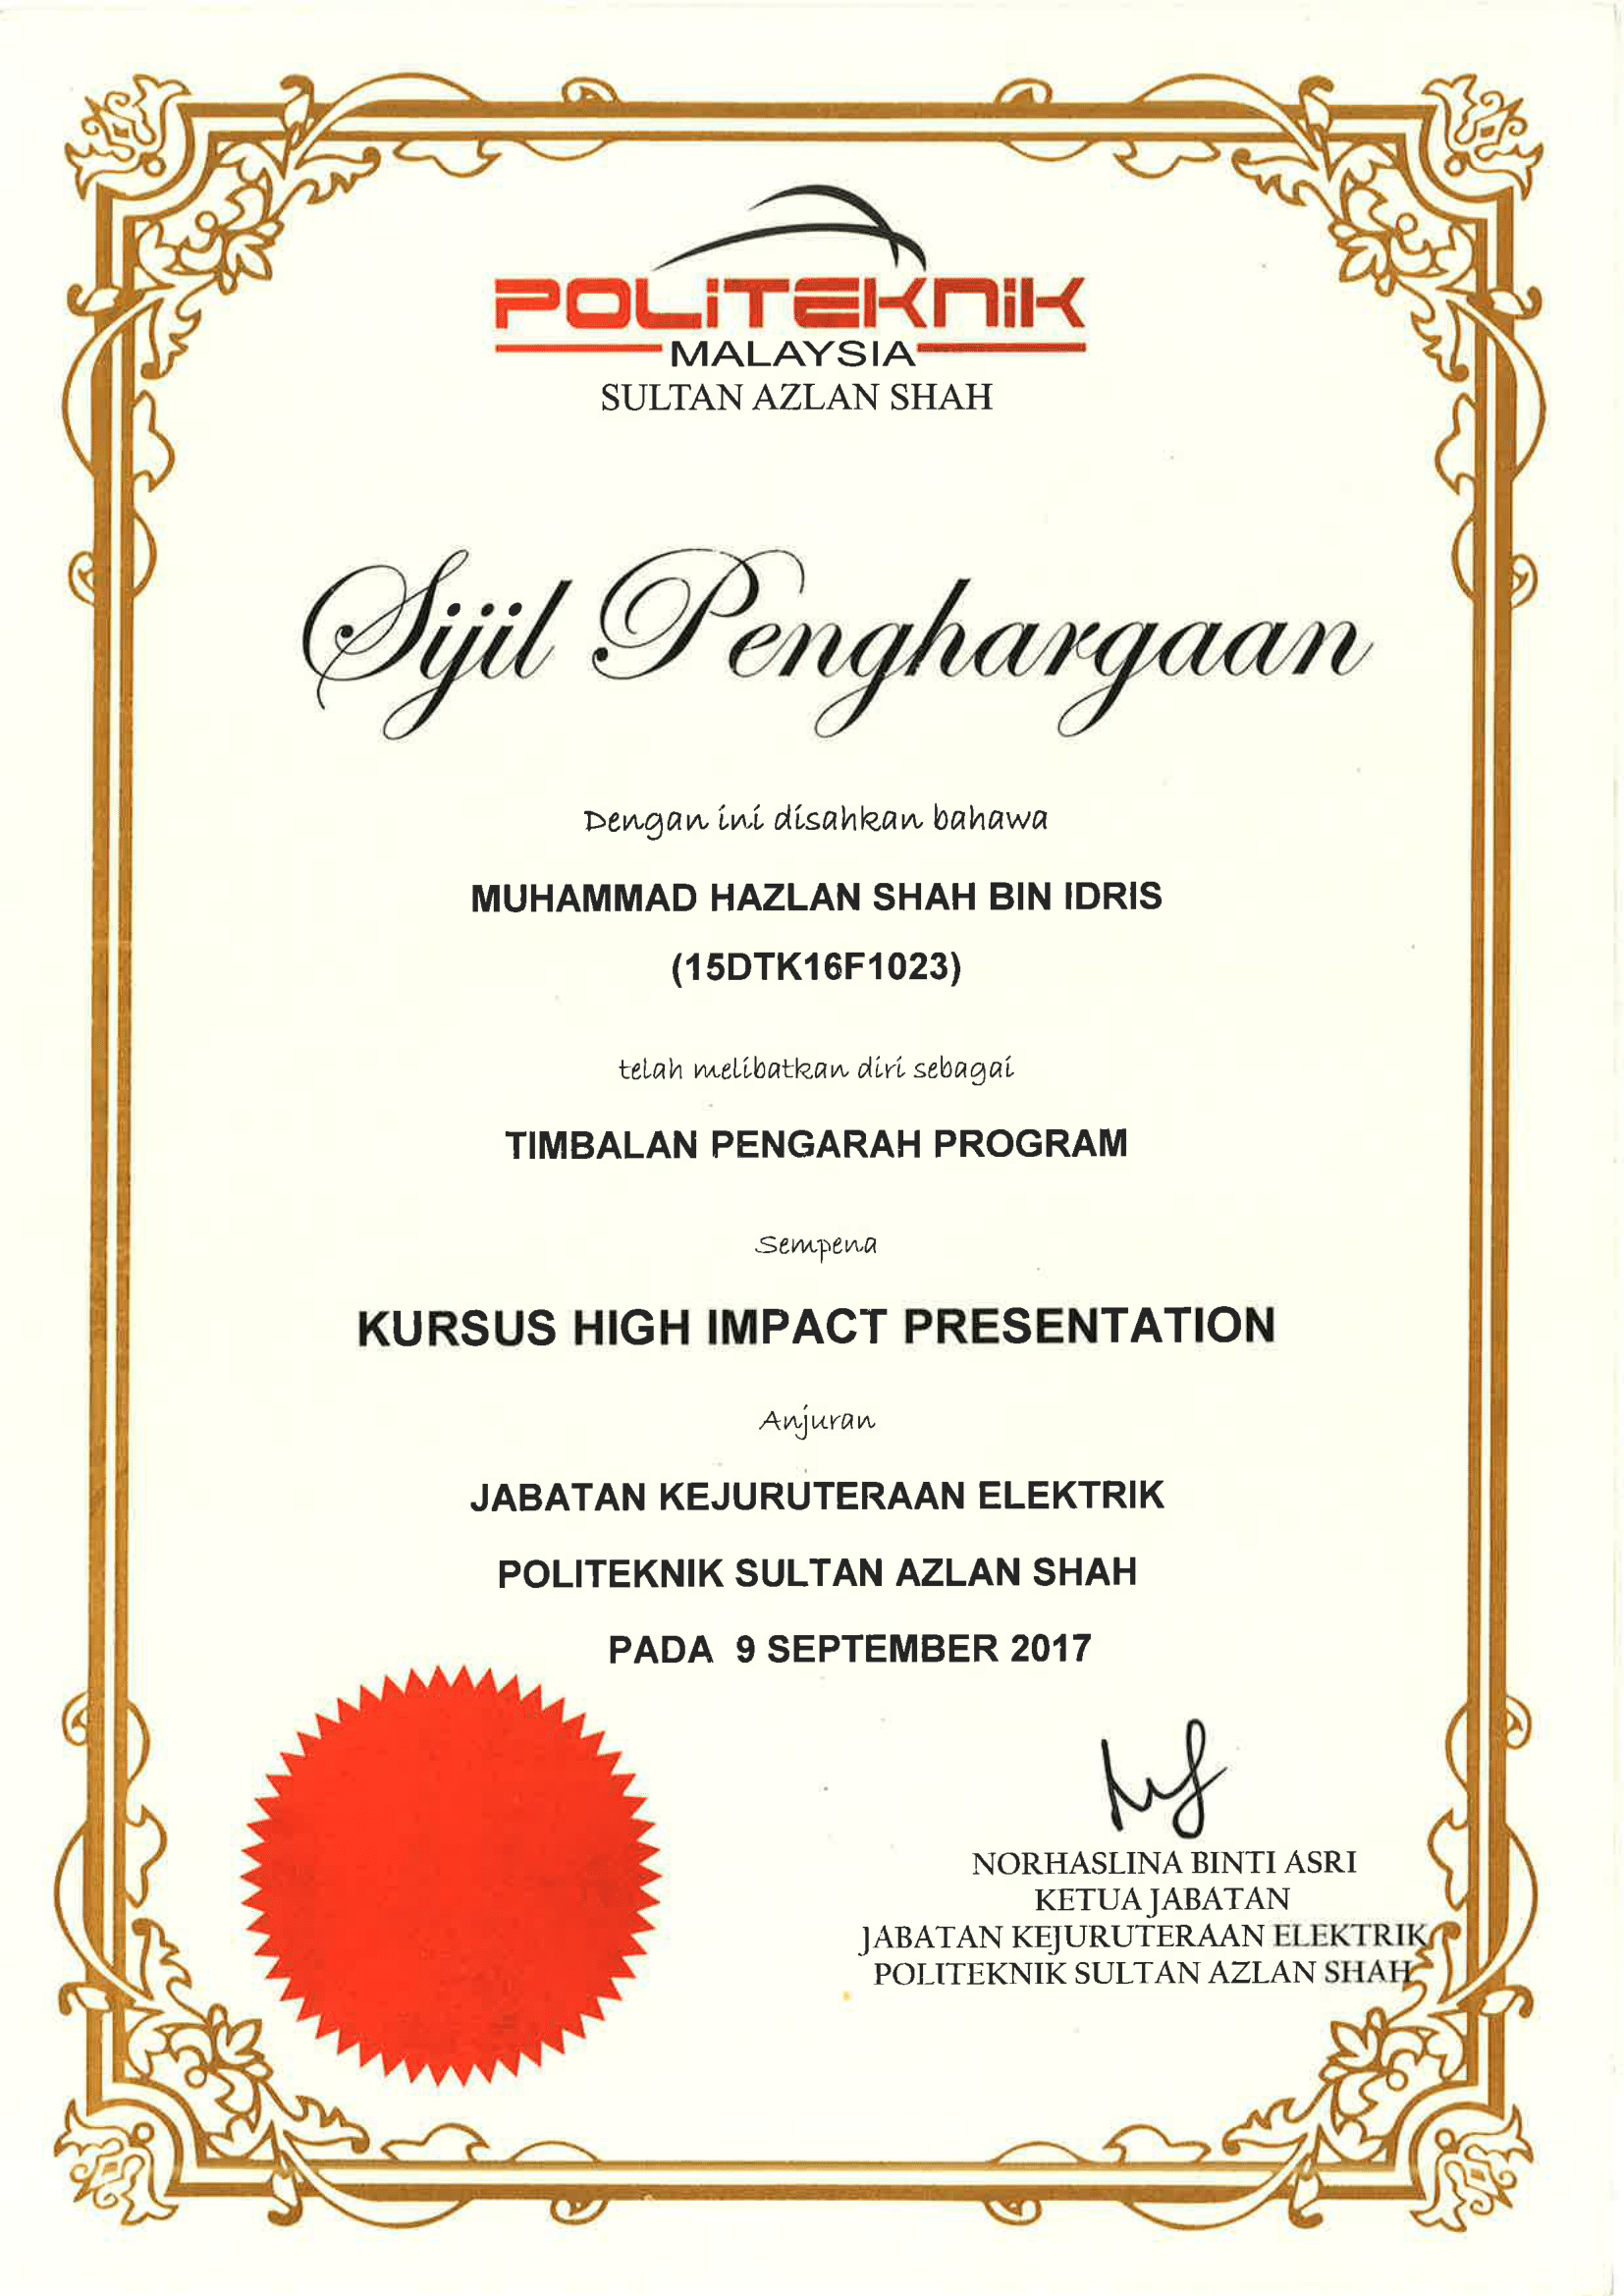 POLiTEKNiK
MALAYSIA
SULTAN AZLAN SHAH
Sijil Penghargaan
Dengan ini disahkan bahawa
MUHAMMAD HAZLAN SHAH BIN IDRIS
(15DTK16F1023)
telah melibatkan diri sebagai
TIMBALAN PENGARAH PROGRAM
Sempena
KURSUS HIGH IMPACT PRESENTATION
Anjuran
JABATAN KEJURUTERAAN ELEKTRIK
POLITEKNIK SULTAN AZLAN SHAH
PADA 9 SEPTEMBER 2017
NORHASLINA BINTI ASRI
KETUA JABATAN
JABATAN KEJURUTERAAN ELEKTRIK
POLITEKNIK SULTAN AZLAN SHAH